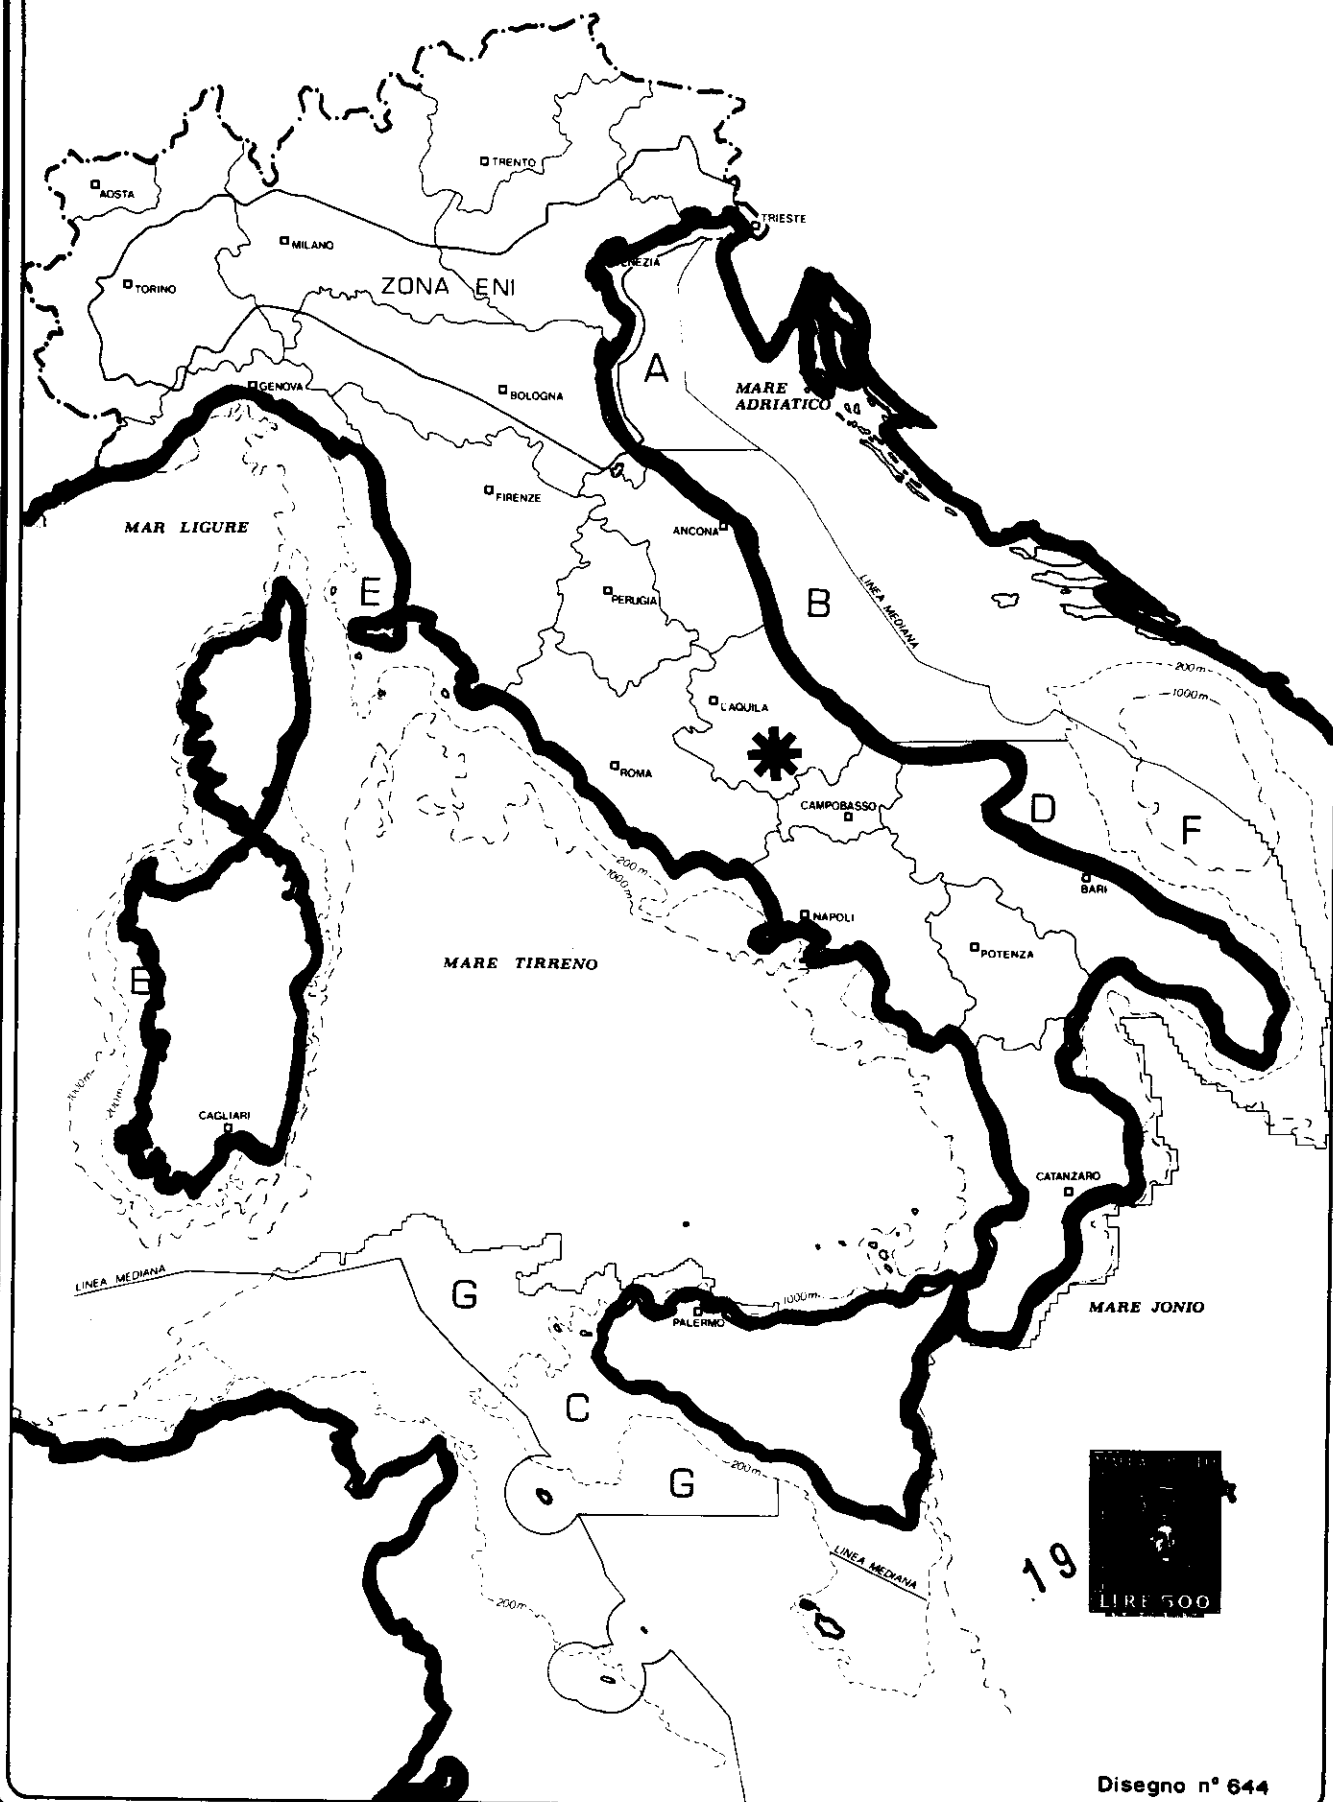 TRENTO
AOSTA
TRIESTE
MILANO
VENEZIA
TORINO
ZONA ENI
A
GENOVA
MARE
ADRIATICO
BOLOGNA
FIRENZE
MAR LIGURE
ANCONA
E
PERUGIA
B
LINEA MEDIANA
200m
1000m
L'AQUILA
ROMA
CAMPOBASSO
D
F
200m
1000m
BARI
NAPOLI
POTENZA
MARE TIRRENO
E
1000m
200m
CAGLIARI
CATANZARO
LINEA MEDIANA
G
1000m
MARE JONIO
PALERMO
C
200m
G
LINEA MEDIANA
19
LIRE 500
200m
Disegno n° 644